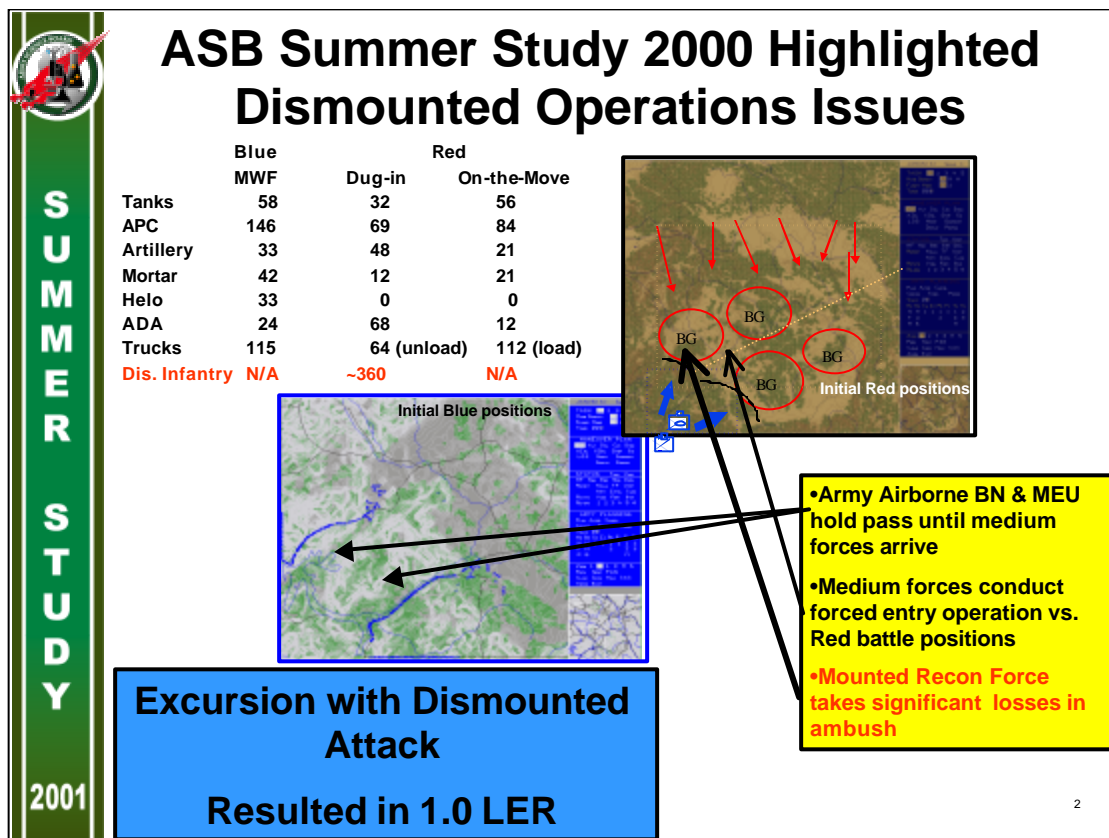 ASB Summer Study 2000 Highlighted
Dismounted Operations Issues
Blue Red
MWF Dug-in On-the-Move
Tanks 58 32 56
APC 146 69 84
Artillery 33 48 21
Mortar 42 12 21
Helo 33 0 0
ADA 24 68 12
Trucks 115 64 (unload) 112 (load)
Dis. Infantry N/A ~360 N/A
BG
BG
BG
BG
Initial Red positions
Initial Blue positions
•Army Airborne BN & MEU
hold pass until medium
forces arrive
•Medium forces conduct
forced entry operation vs.
Red battle positions
•Mounted Recon Force
takes significant losses in
ambush
Excursion with Dismounted
Attack
Resulted in 1.0 LER
SUMMER STUDY
2001
2